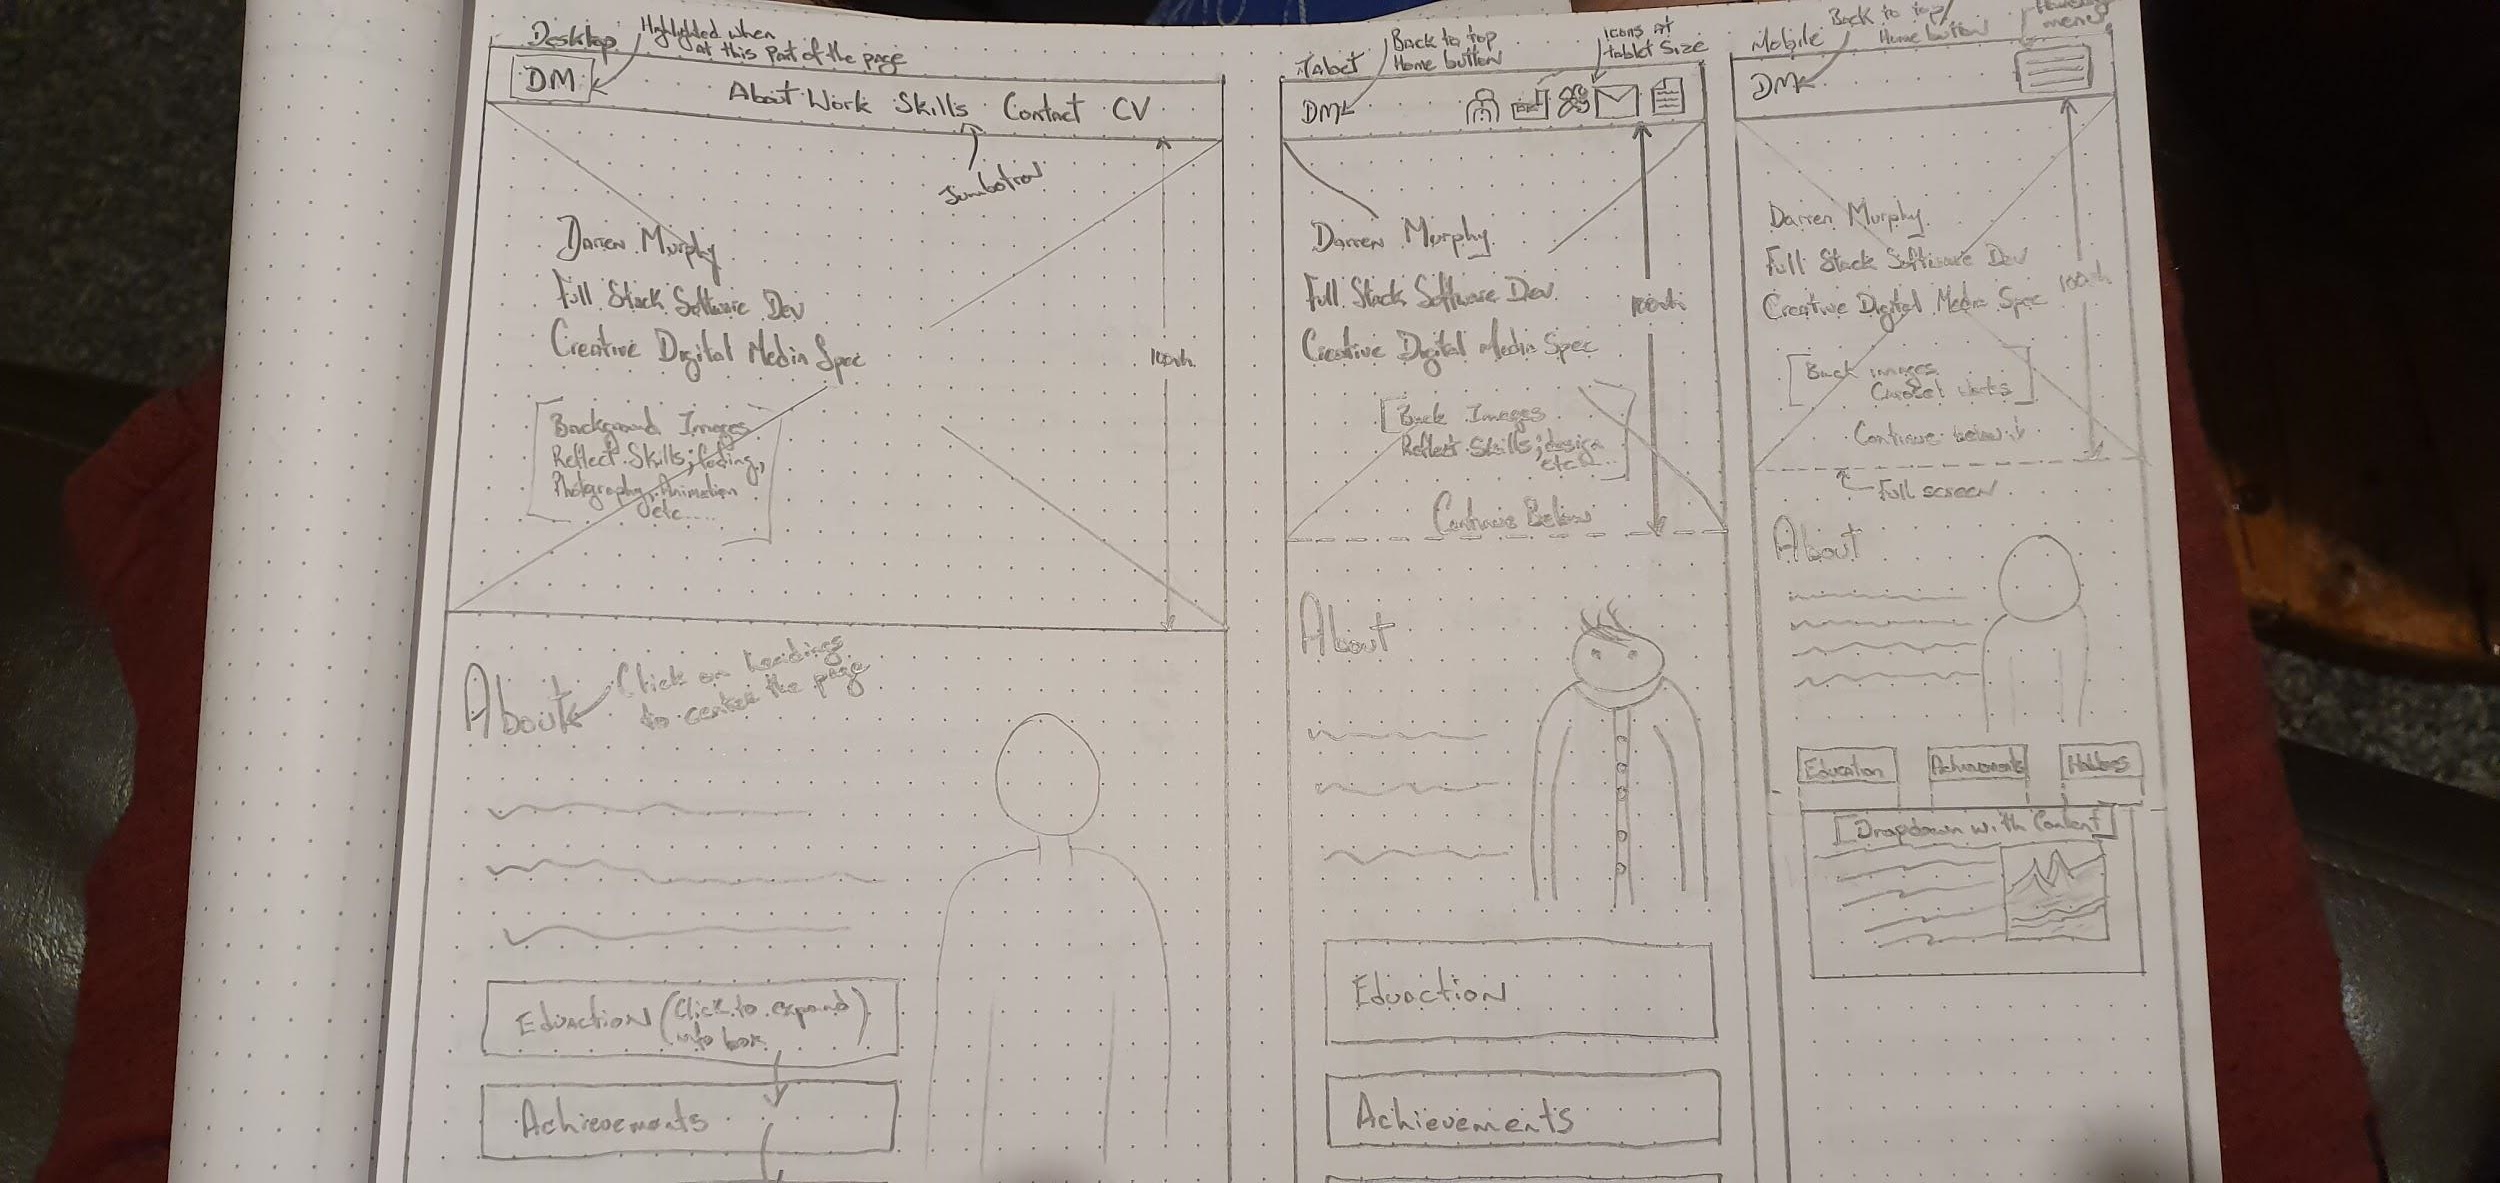 Desktop
Highlighted when
At this part of the page
DM
About Work Skills Contact CV
Jumbotron
Darren Murphy
Full Stack Software Dev
Creative Digital Media Spec
100vh
Background Images
Reflect Skills; Coding,
Photography, Animation
etc....
About
Click on headings
to center the page
Eduaction (Click to expand)
into box
Achievements
Tablet
Back to top
Home button
icons at
tablet size
DM
Darren Murphy
Full Stack Software Dev
Creative Digital Media Spec
100vh
Back Images
Reflect Skills; design
etc....
Continue Below
About
Eduaction
Achievements
Mobile
Back to top/
Home button
menu
DM
Darren Murphy
Full Stack Software Dev
Creative Digital Media Spec
100vh
Back images
Continue below
Full screen
About
Education
Achievements
Hobbies
[Dropdown with Content]